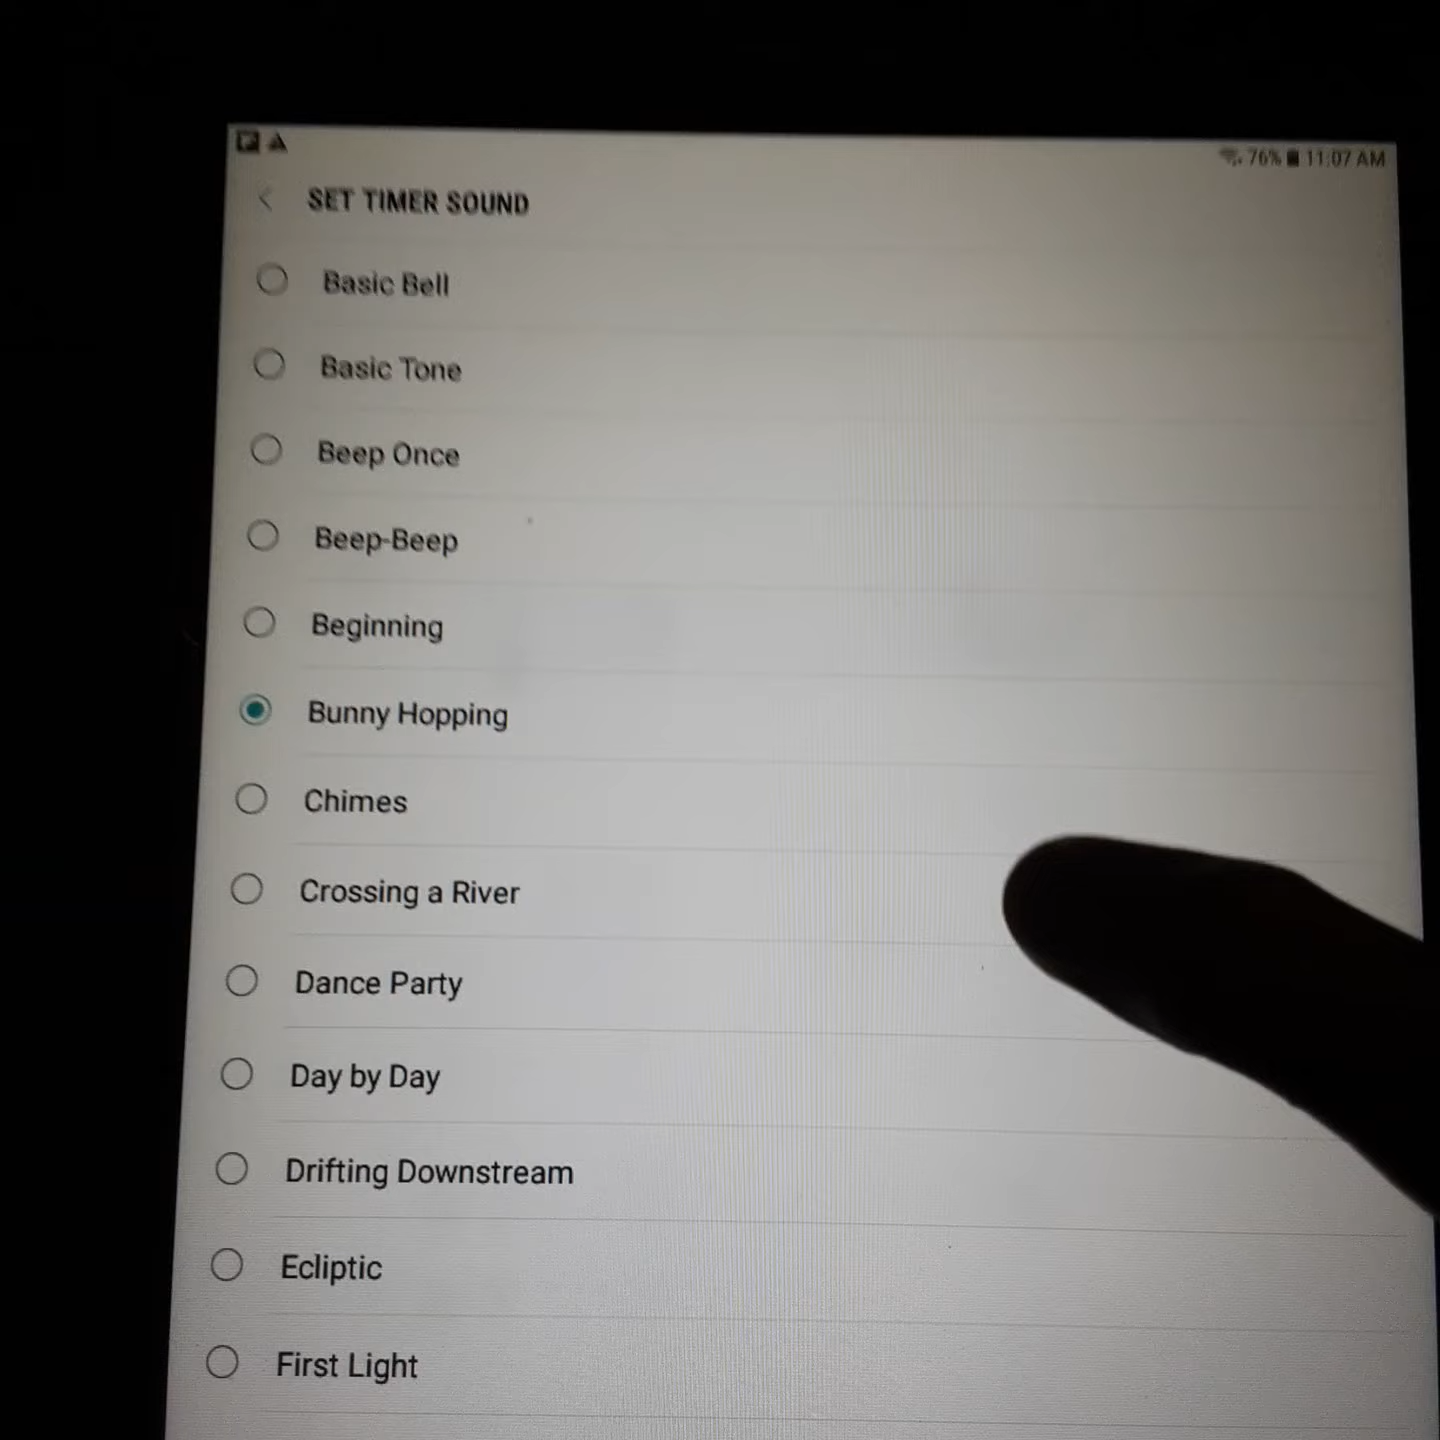 76% 11:07 AM
SET TIMER SOUND
Basic Bell
Basic Tone
Beep Once
Beep-Beep
Beginning
Bunny Hopping
Chimes
Crossing a River
Dance Party
Day by Day
Drifting Downstream
Ecliptic
First Light